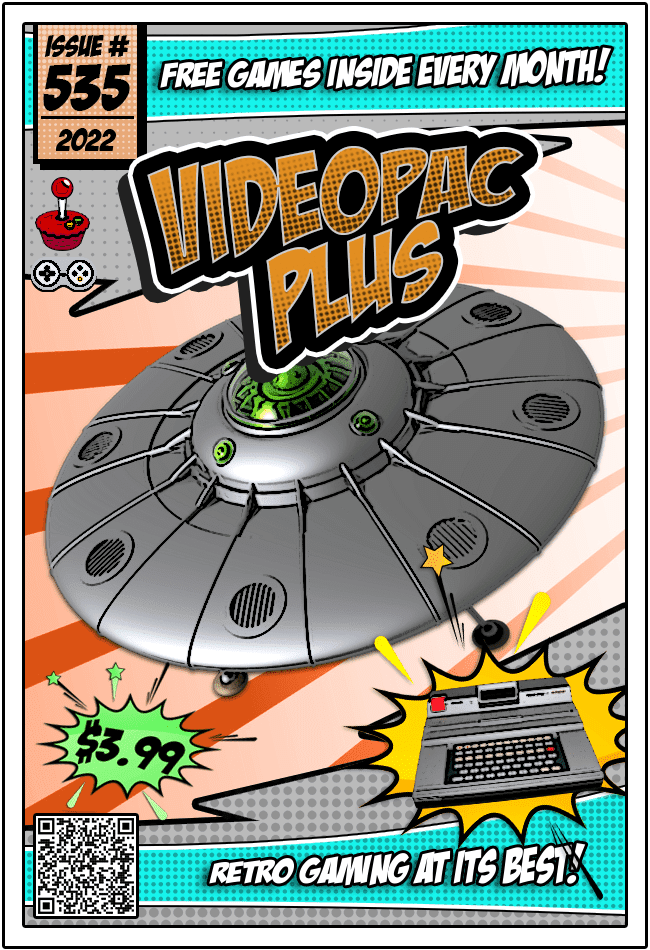 ISSUE #
535
2022
FREE GAMES INSIDE EVERY MONTH!
VIDEOPAC
PLUS
$3.99
RETRO GAMING AT ITS BEST!